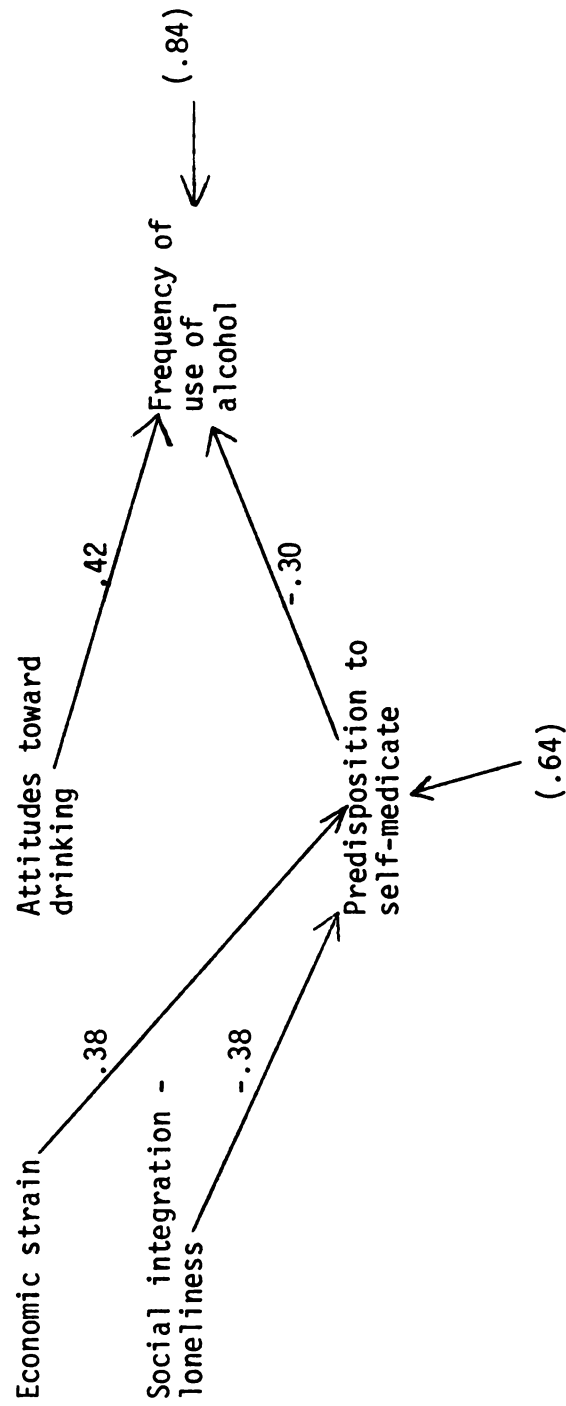 Economic strain
.38
Social integration -
loneliness
-.38
Attitudes toward
drinking
.42
Predisposition to
self-medicate
(.64)
-.30
Frequency of
use of
alcohol
(.84)